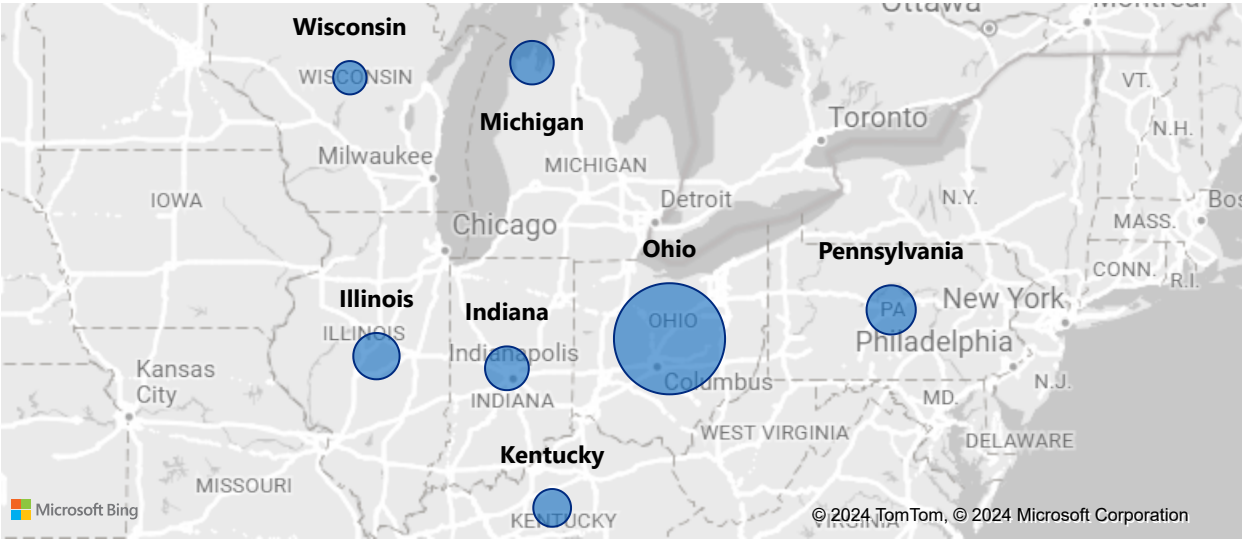 Ottawa
Montreal
Wisconsin
WISCONSIN
Michigan
VT.
Toronto
N.H.
Milwaukee
MICHIGAN
IOWA
Detroit
N.Y.
Bos
MASS.
Chicago
Ohio
Pennsylvania
CONN.
R.I.
Illinois
Indiana
New York
PA
OHIO
ILLINOIS
Philadelphia
Indianapolis
Kansas
City
Columbus
N.J.
INDIANA
MD.
WEST VIRGINIA
DELAWARE
Kentucky
MISSOURI
Microsoft Bing
KENTUCKY
VIRGINIA
© 2024 TomTom, © 2024 Microsoft Corporation